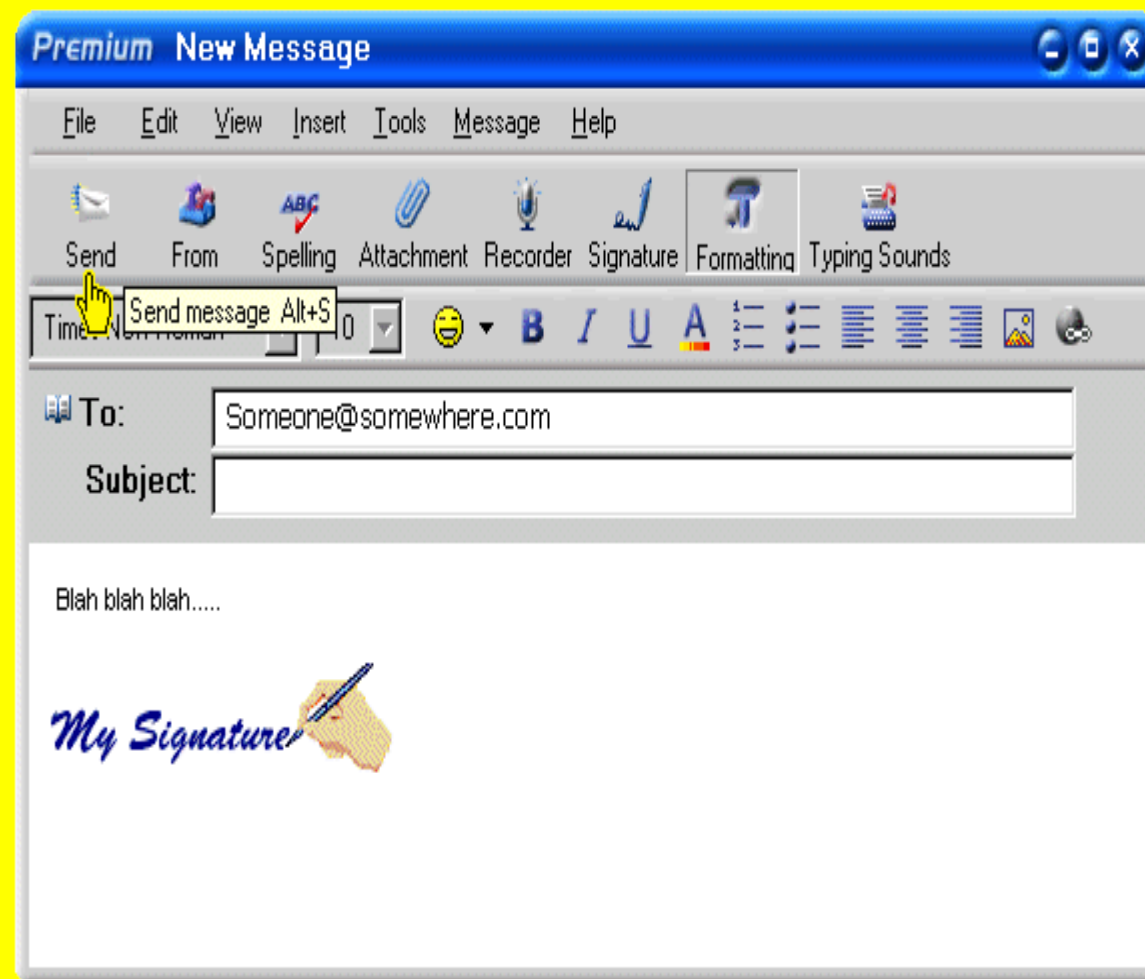 Premium New Message
File Edit View Insert Tools Message Help
ABC
Send From Spelling Attachment Recorder Signature Formatting Typing Sounds
Send message Alt+S
B I U A
To: Someone@somewhere.com
Subject:
Blah blah blah.....
My Signature